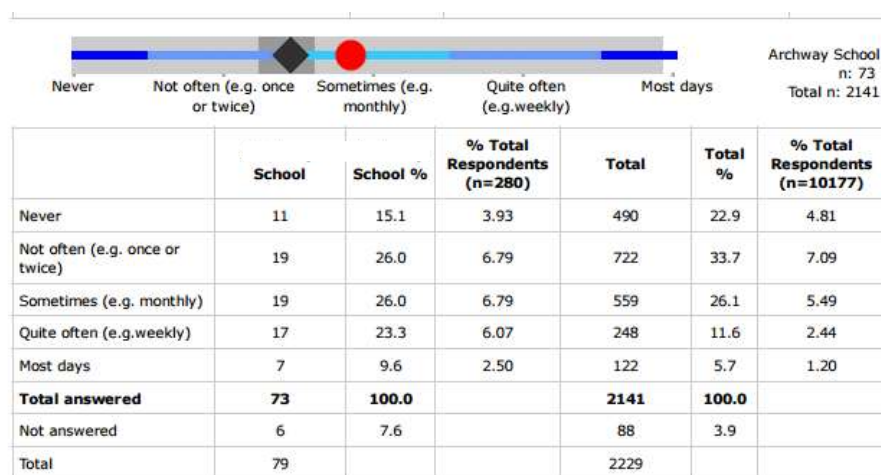 Never
Not often (e.g. once
or twice)
Sometimes (e.g.
monthly)
Quite often
(e.g.weekly)
Most days
Archway School
n: 73
Total n: 2141
School
School %
% Total
Respondents
(n=280)
Total
Total
%
% Total
Respondents
(n=10177)
Never 11 15.1 3.93 490 22.9 4.81
Not often (e.g. once or
twice) 19 26.0 6.79 722 33.7 7.09
Sometimes (e.g. monthly) 19 26.0 6.79 559 26.1 5.49
Quite often (e.g.weekly) 17 23.3 6.07 248 11.6 2.44
Most days 7 9.6 2.50 122 5.7 1.20
Total answered 73 100.0 2141 100.0
Not answered 6 7.6 88 3.9
Total 79 2229